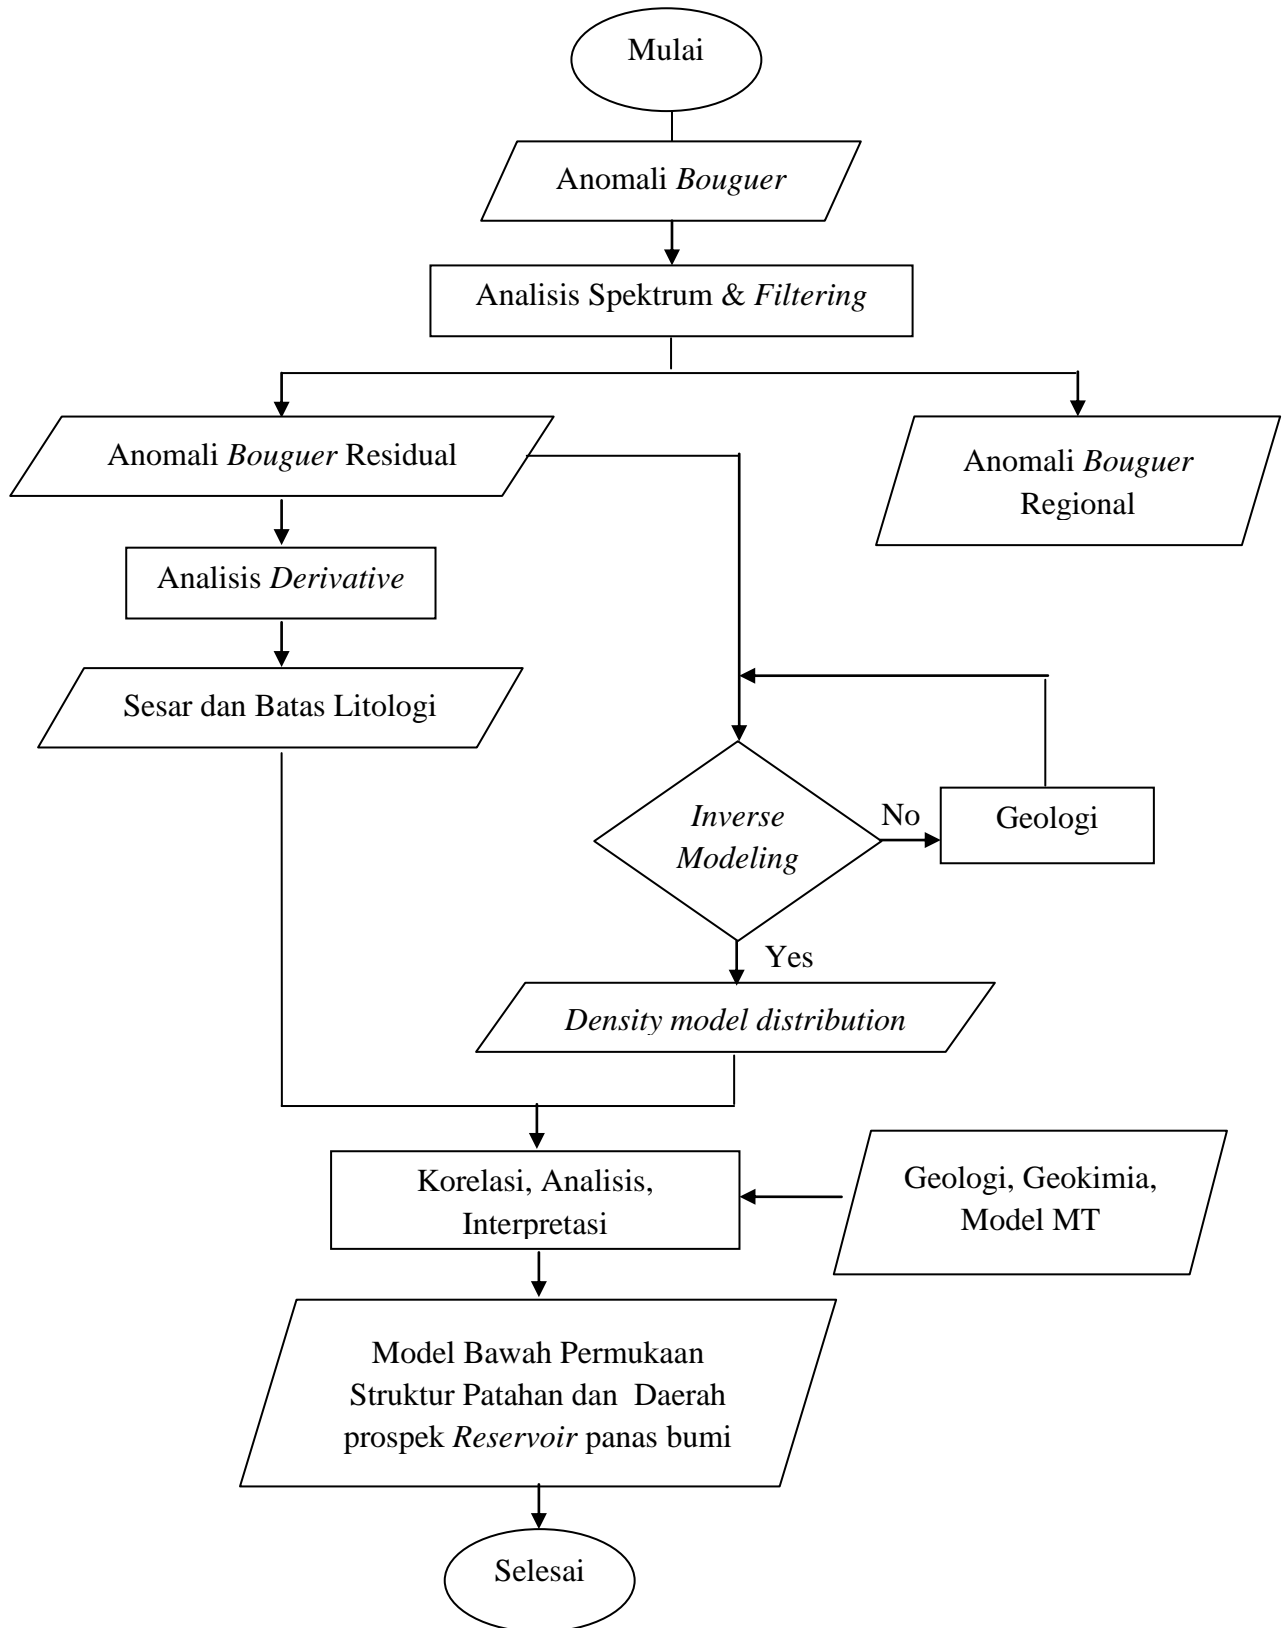 Mulai
Anomali Bouguer
Analisis Spektrum & Filtering
Anomali Bouguer Residual
Anomali Bouguer
Regional
Analisis Derivative
Sesar dan Batas Litologi
Inverse
Modeling
No
Geologi
Yes
Density model distribution
Korelasi, Analisis,
Interpretasi
Geologi, Geokimia,
Model MT
Model Bawah Permukaan
Struktur Patahan dan Daerah
prospek Reservoir panas bumi
Selesai